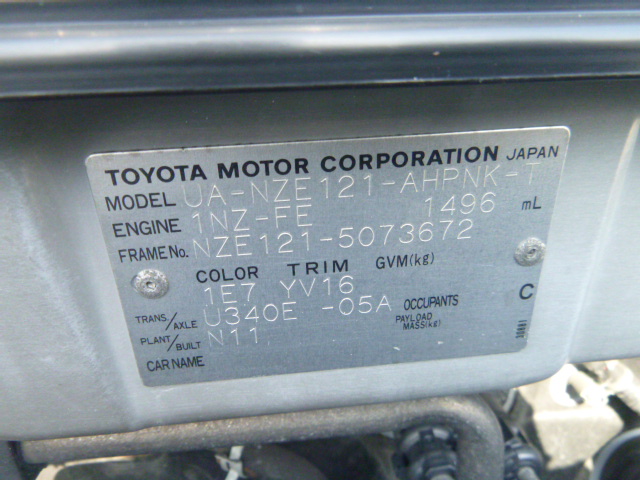 TOYOTA MOTOR CORPORATION JAPAN
MODEL UA-NZE121-AHPNK-T
ENGINE 1NZ-FE 1496 mL
FRAME No. NZE121-5073672
COLOR TRIM GVM(kg)
1E7 YV16
TRANS/AXLE U340E -05A OCCUPANTS C
PAYLOAD MASS(kg)
PLANT/BUILT N11
CAR NAME